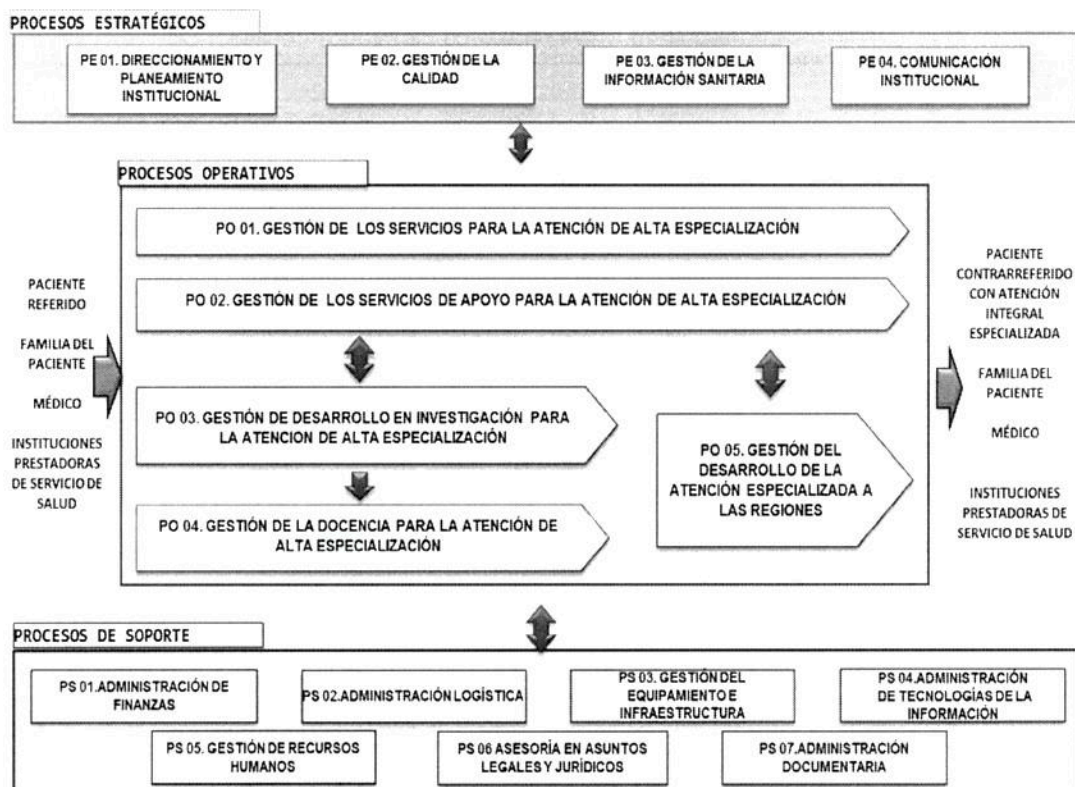 PROCESOS ESTRATÉGICOS
PE 01. DIRECCIONAMIENTO Y
PLANEAMIENTO
INSTITUCIONAL
PE 02. GESTIÓN DE LA
CALIDAD
PE 03. GESTIÓN DE LA
INFORMACIÓN SANITARIA
PE 04. COMUNICACIÓN
INSTITUCIONAL
PROCESOS OPERATIVOS
PACIENTE
REFERIDO
FAMILIA DEL
PACIENTE
MÉDICO
INSTITUCIONES
PRESTADORAS
DE SERVICIO DE
SALUD
PO 01. GESTIÓN DE LOS SERVICIOS PARA LA ATENCIÓN DE ALTA ESPECIALIZACIÓN
PO 02. GESTIÓN DE LOS SERVICIOS DE APOYO PARA LA ATENCIÓN DE ALTA ESPECIALIZACIÓN
PO 03. GESTIÓN DE DESARROLLO EN INVESTIGACIÓN PARA
LA ATENCION DE ALTA ESPECIALIZACIÓN
PO 04. GESTIÓN DE LA DOCENCIA PARA LA ATENCIÓN DE
ALTA ESPECIALIZACIÓN
PO 05. GESTIÓN DEL
DESARROLLO DE LA
ATENCIÓN ESPECIALIZADA A
LAS REGIONES
PACIENTE
CONTRARREFERIDO
CON ATENCIÓN
INTEGRAL
ESPECIALIZADA
FAMILIA DEL
PACIENTE
MÉDICO
INSTITUCIONES
PRESTADORAS DE
SERVICIO DE SALUD
PROCESOS DE SOPORTE
PS 01.ADMINISTRACIÓN DE
FINANZAS
PS 02.ADMINISTRACIÓN LOGÍSTICA
PS 03. GESTIÓN DEL
EQUIPAMIENTO E
INFRAESTRUCTURA
PS 04.ADMINISTRACIÓN
DE TECNOLOGÍAS DE LA
INFORMACIÓN
PS 05. GESTIÓN DE RECURSOS
HUMANOS
PS 06 ASESORÍA EN ASUNTOS
LEGALES Y JURÍDICOS
PS 07.ADMINISTRACIÓN
DOCUMENTARIA